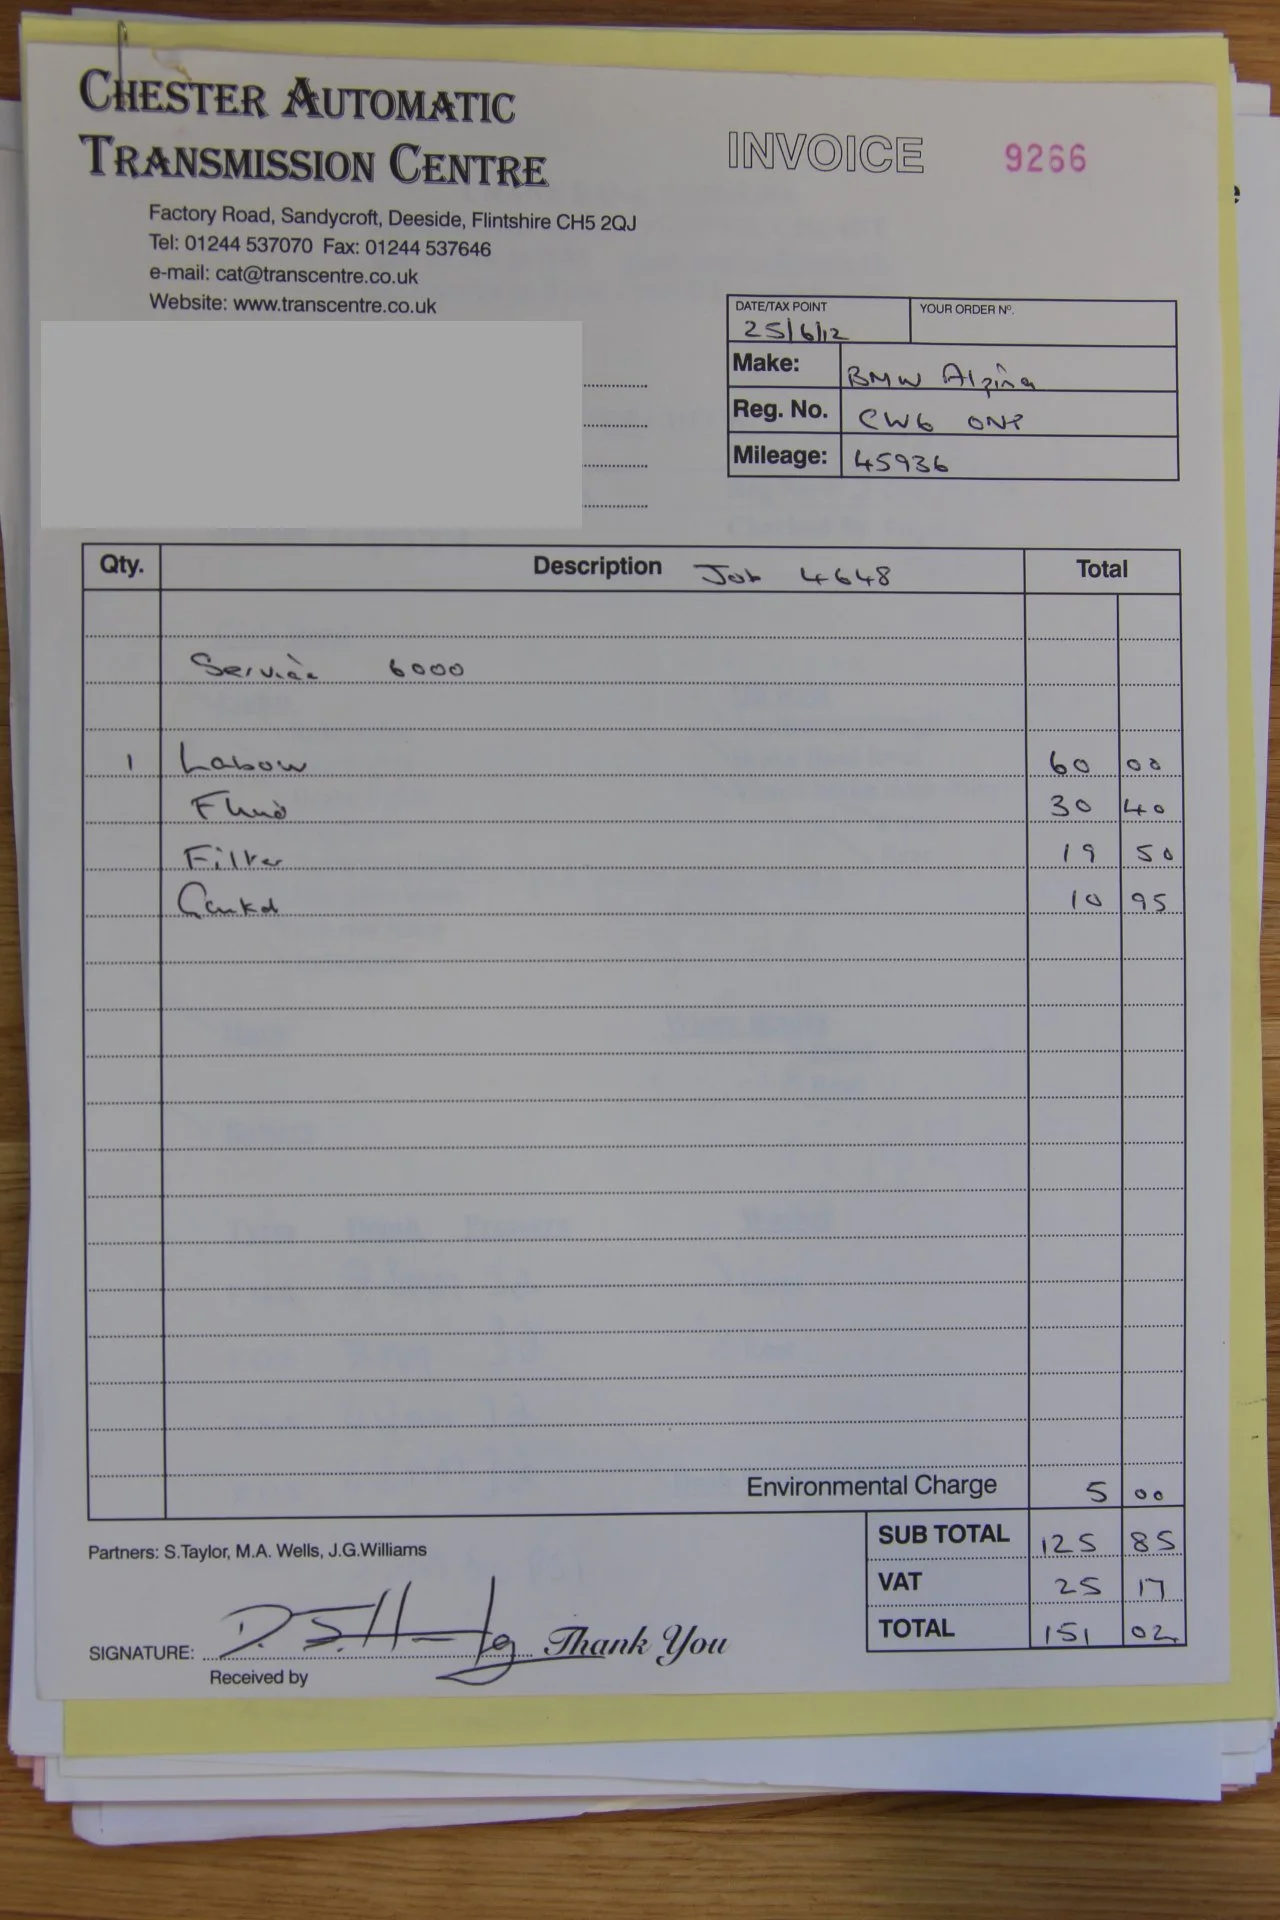 CHESTER AUTOMATIC
TRANSMISSION CENTRE
INVOICE 9266
Factory Road, Sandycroft, Deeside, Flintshire CH5 2QJ
Tel: 01244 537070 Fax: 01244 537646
e-mail: cat@transcentre.co.uk
Website: www.transcentre.co.uk
DATE/TAX POINT YOUR ORDER Nº.
25/6/12
Make: BMW Alpina
Reg. No. CW6 ONP
Mileage: 45936
Qty. Description Job 4648 Total
Service 6000
1 Labour 60 00
Fluid 30 40
Filter 19 50
10 95
Environmental Charge 5 00
SUB TOTAL 125 85
VAT 25 17
TOTAL 151 02
Partners: S.Taylor, M.A. Wells, J.G.Williams
SIGNATURE: Thank You
Received by